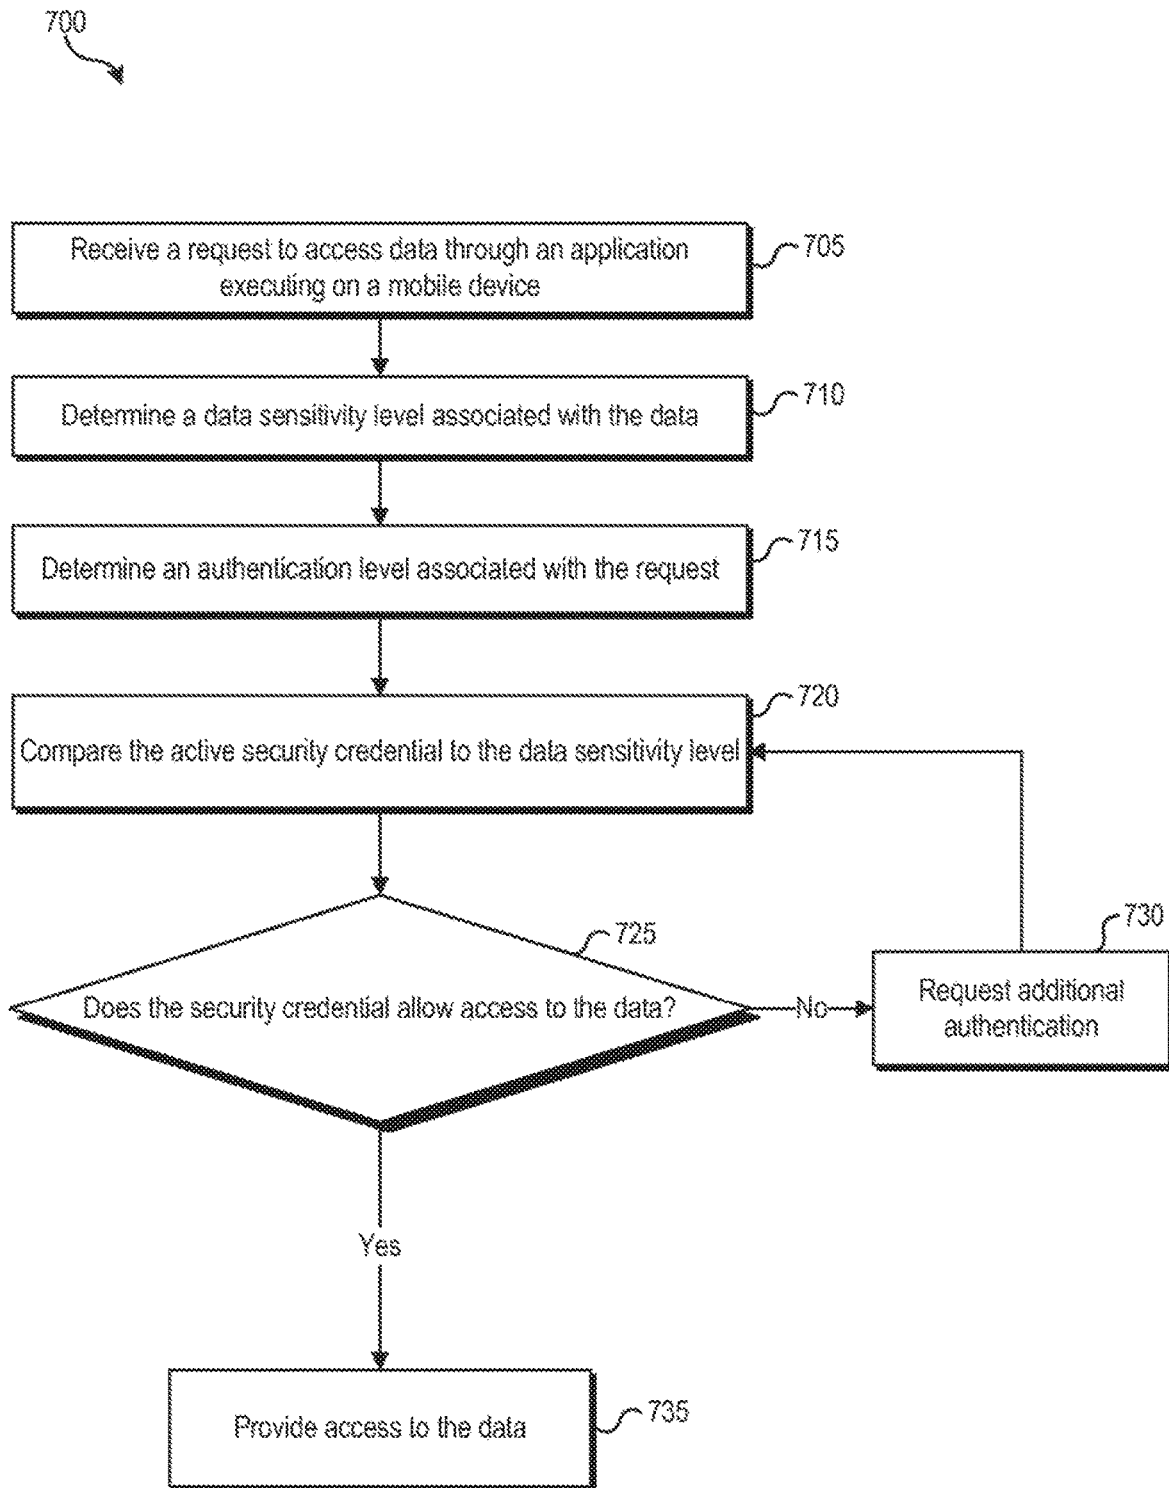 700
Receive a request to access data through an application
executing on a mobile device
705
Determine a data sensitivity level associated with the data
710
Determine an authentication level associated with the request
715
Compare the active security credential to the data sensitivity level
720
Does the security credential allow access to the data?
725
No
Request additional
authentication
730
Yes
Provide access to the data
735